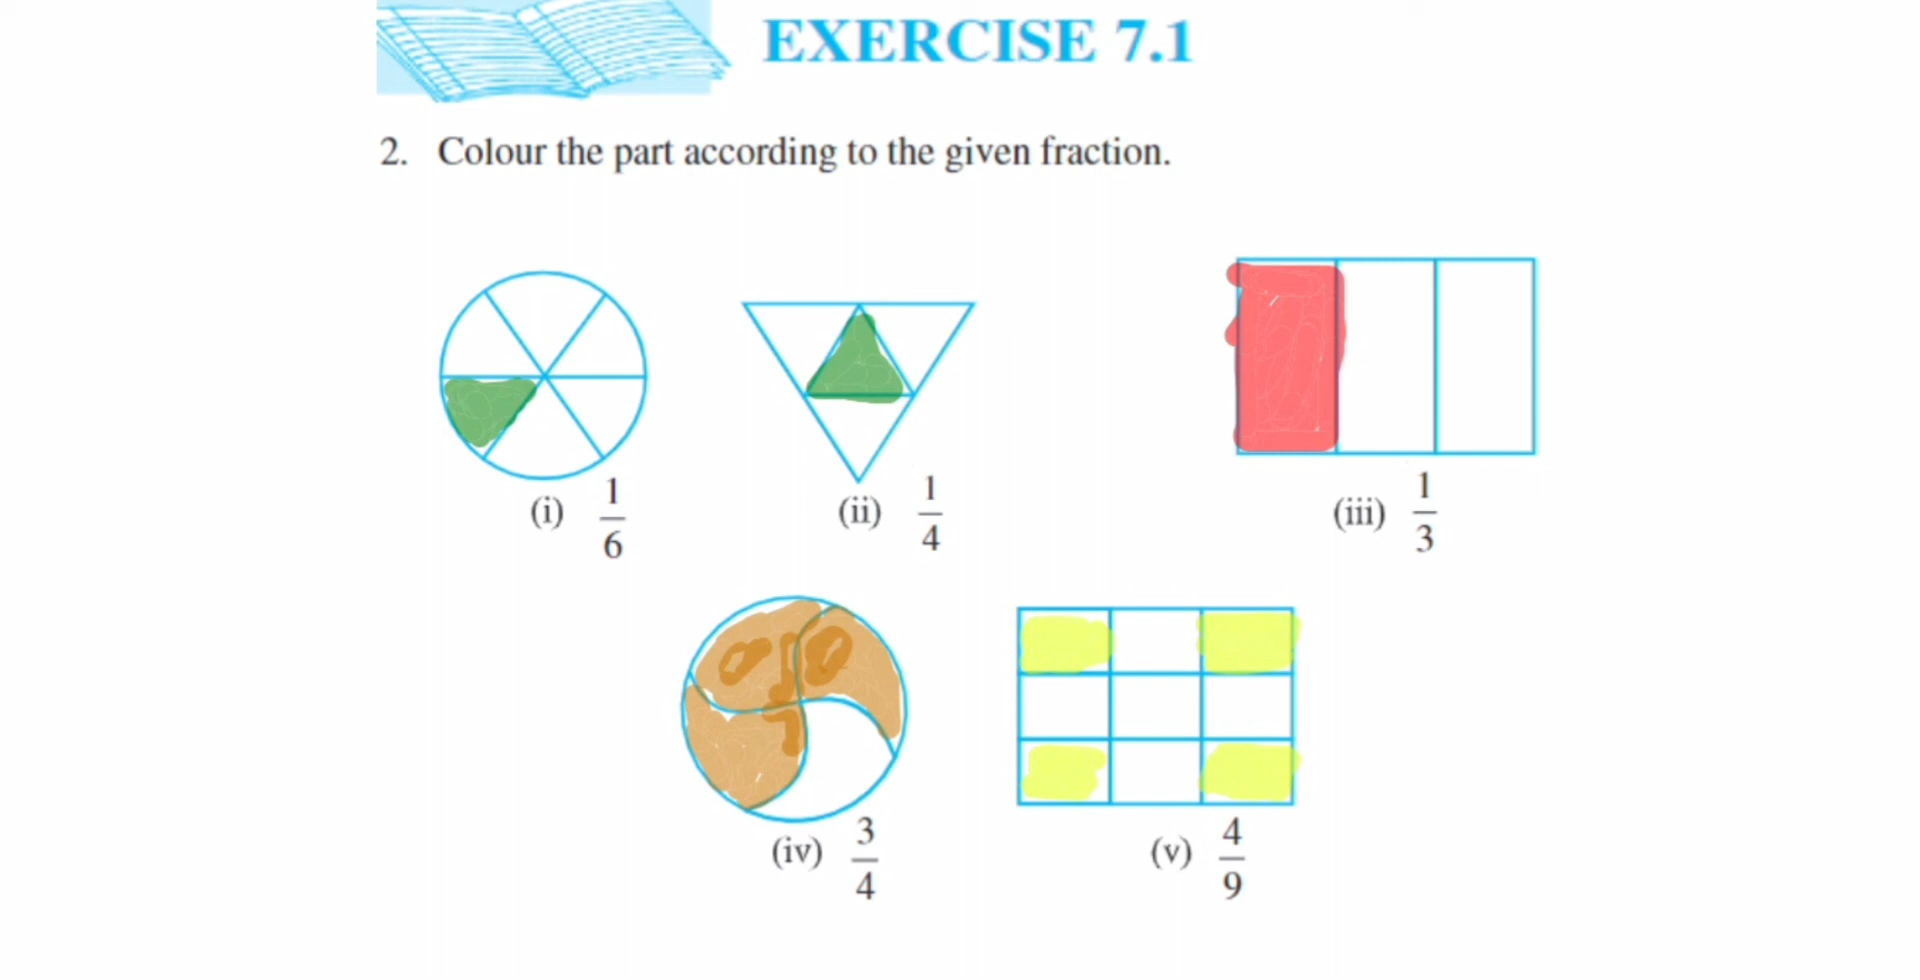 EXERCISE 7.1
2. Colour the part according to the given fraction.
(i) 1/6
(ii) 1/4
(iii) 1/3
(iv) 3/4
(v) 4/9